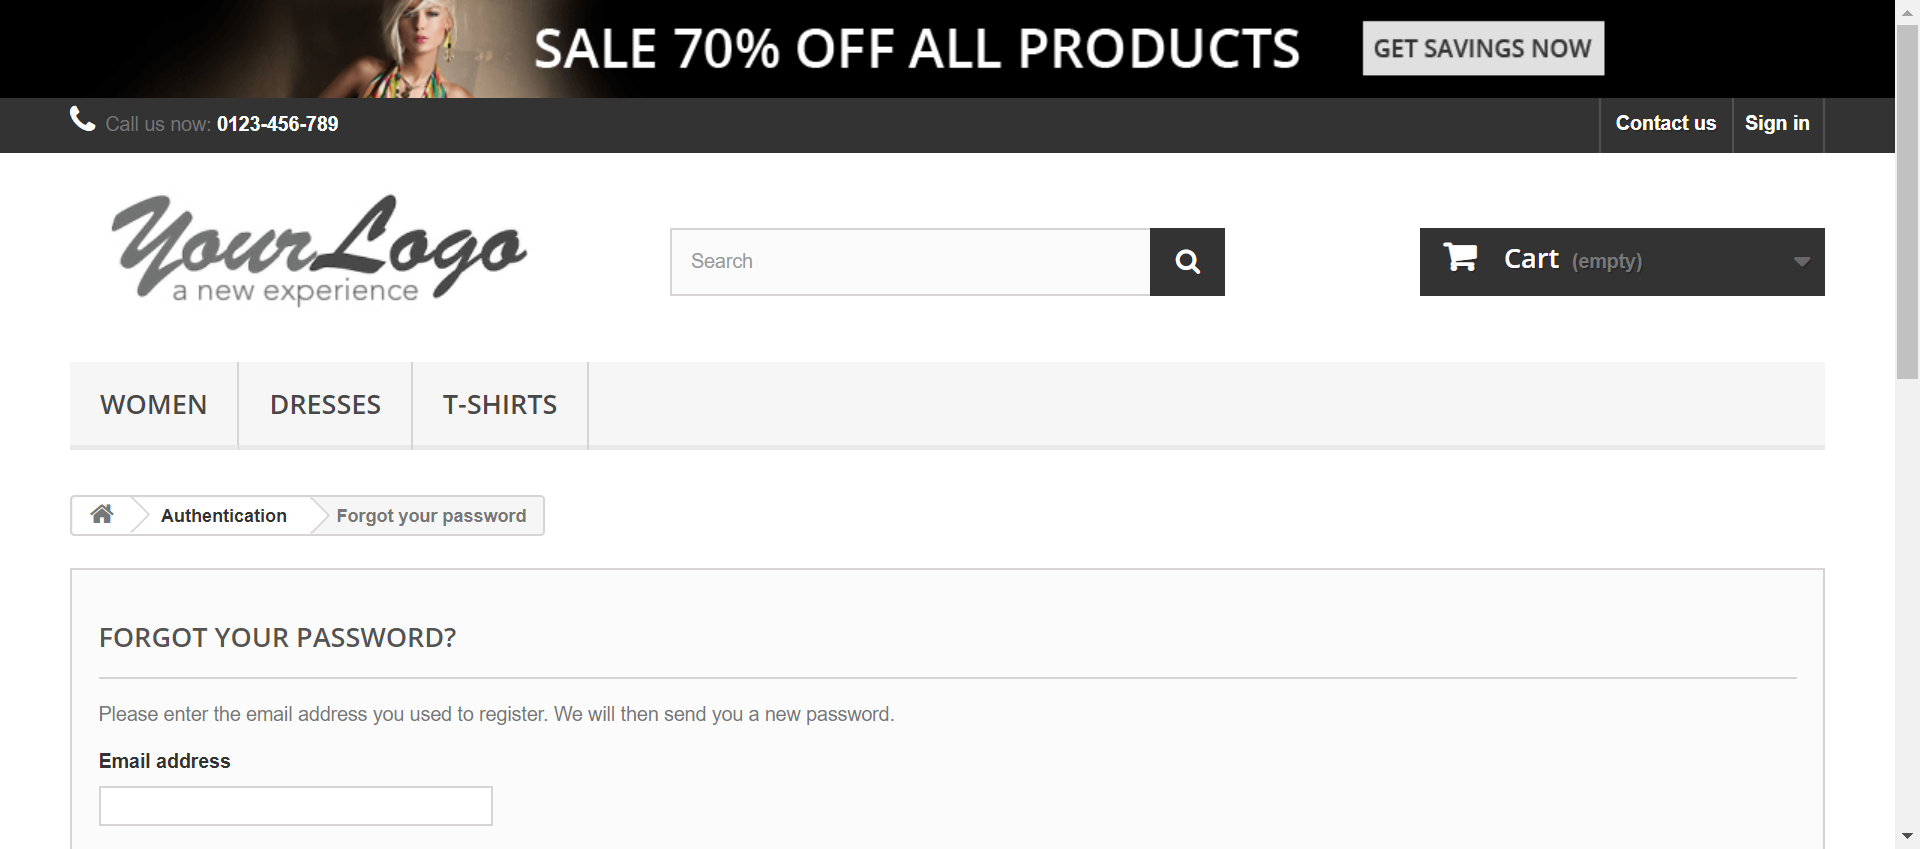 SALE 70% OFF ALL PRODUCTS GET SAVINGS NOW
Call us now: 0123-456-789 Contact us Sign in
Your Logo
a new experience
Search
Cart (empty)
WOMEN DRESSES T-SHIRTS
Authentication Forgot your password
FORGOT YOUR PASSWORD?
Please enter the email address you used to register. We will then send you a new password.
Email address